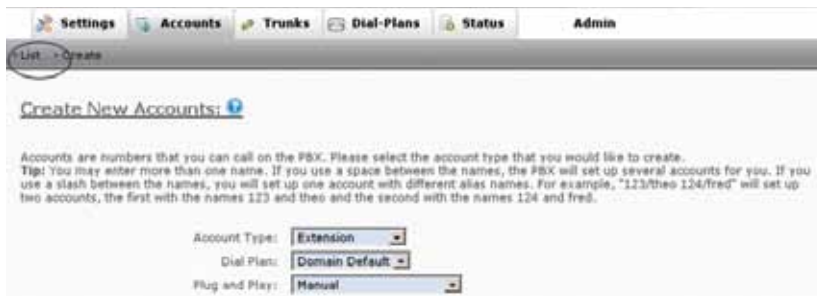 Settings Accounts Trunks Dial-Plans Status Admin
List Create
Create New Accounts:
Accounts are numbers that you can call on the PBX. Please select the account type that you would like to create.
Tip: You may enter more than one name. If you use a space between the names, the PBX will set up several accounts for you. If you
use a slash between the names, you will set up one account with different alias names. For example, "123/theo 124/fred" will set up
two accounts, the first with the names 123 and theo and the second with the names 124 and fred.
Account Type: Extension
Dial Plan: Domain Default
Plug and Play: Manual